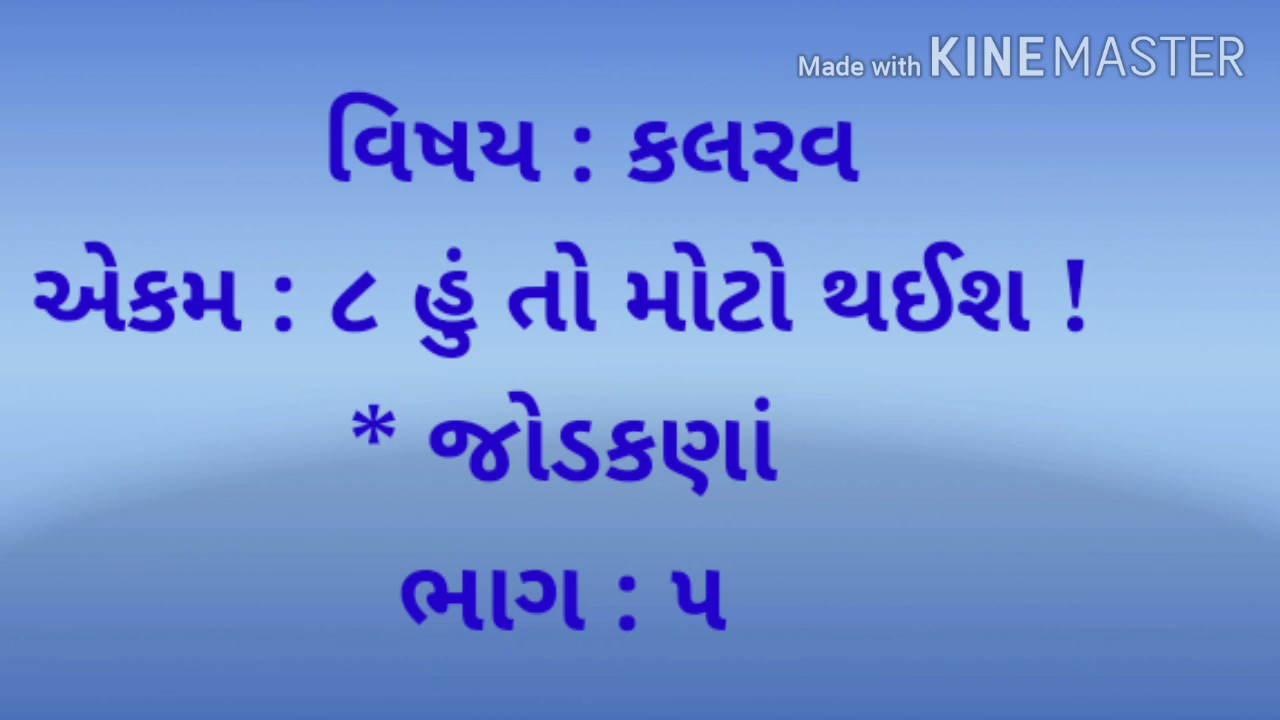 Made with KINEMASTER
વિષય : કલરવ
એકમ : ૮ હું તો મોટો થઈશ !
* જોડકણાં
ભાગ : ૫